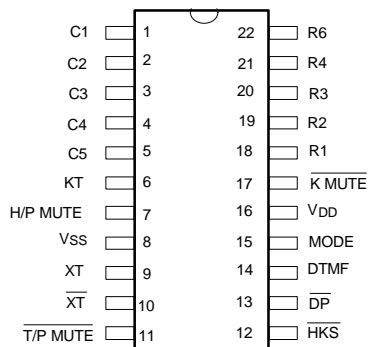 C1 1 22 R6
C2 2 21 R4
C3 3 20 R3
C4 4 19 R2
C5 5 18 R1
KT 6 17 K MUTE
H/P MUTE 7 16 VDD
VSS 8 15 MODE
XT 9 14 DTMF
XT 10 13 DP
T/P MUTE 11 12 HKS